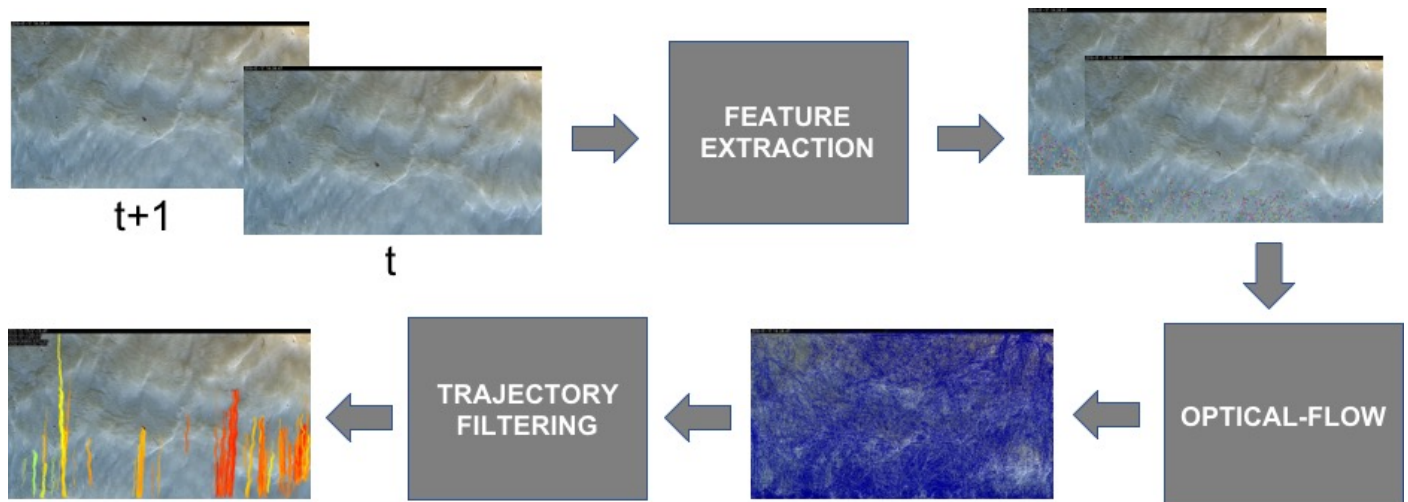 FEATURE
EXTRACTION
t+1
t
TRAJECTORY
FILTERING
OPTICAL-FLOW